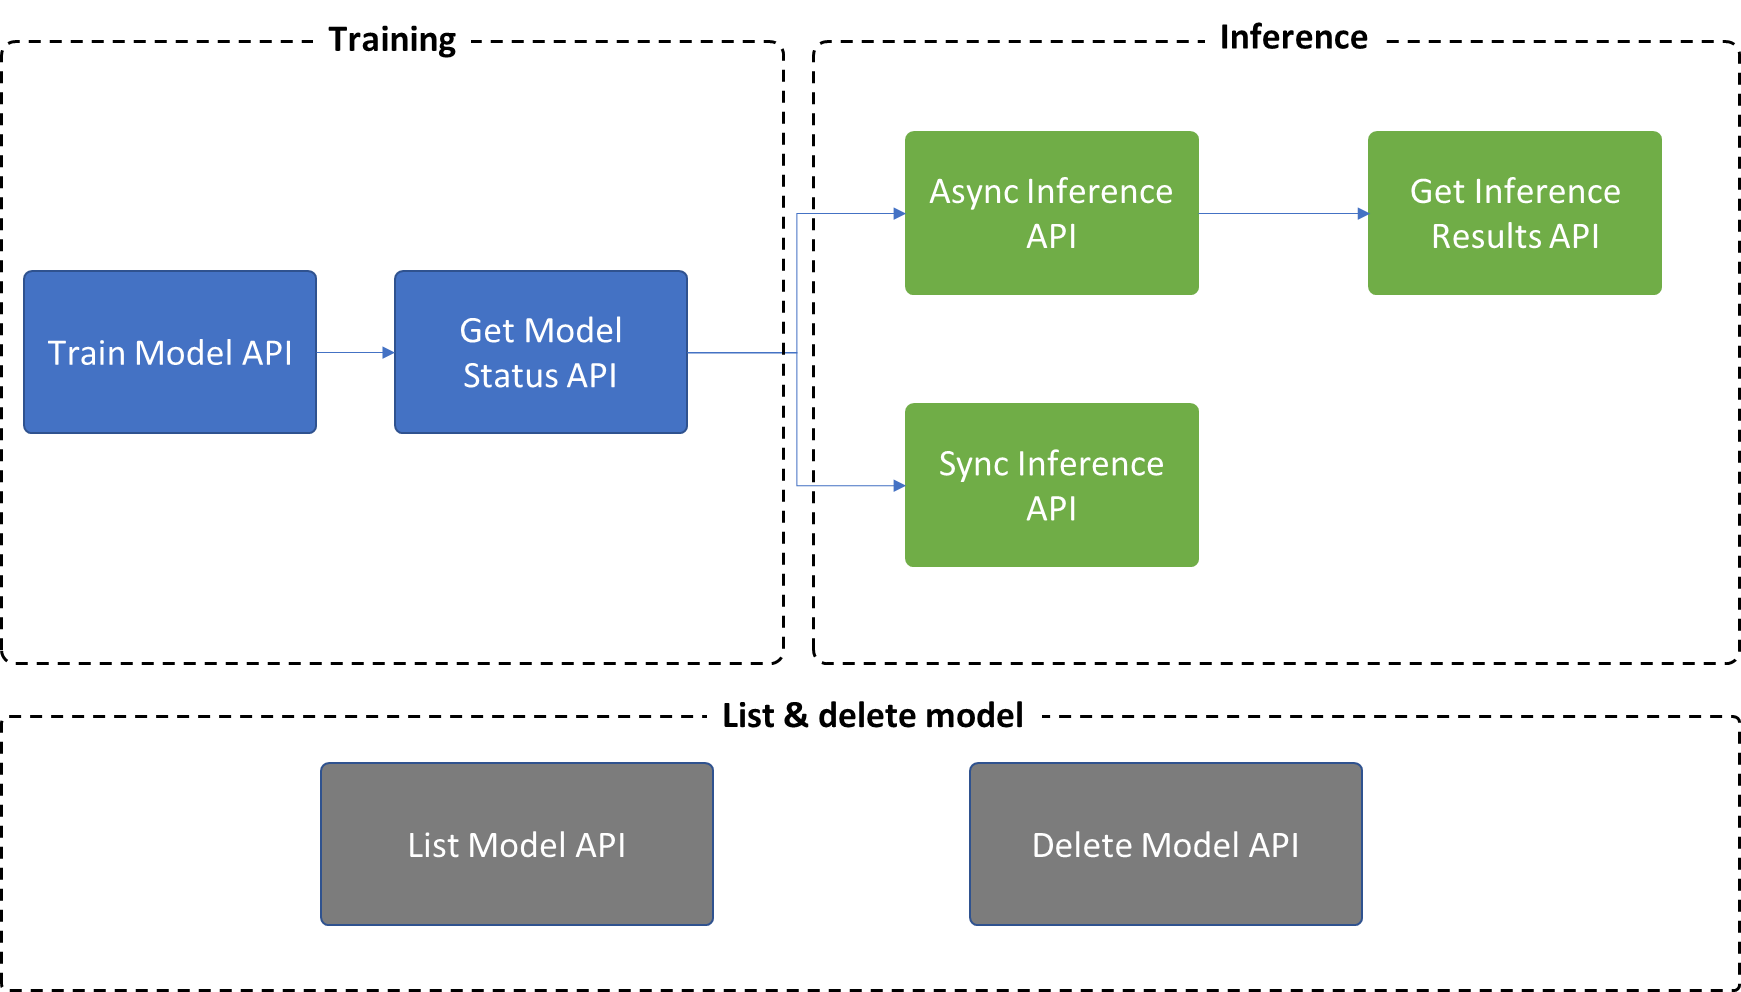 Training
Inference
Async Inference
API
Get Inference
Results API
Train Model API
Get Model
Status API
Sync Inference
API
List & delete model
List Model API
Delete Model API